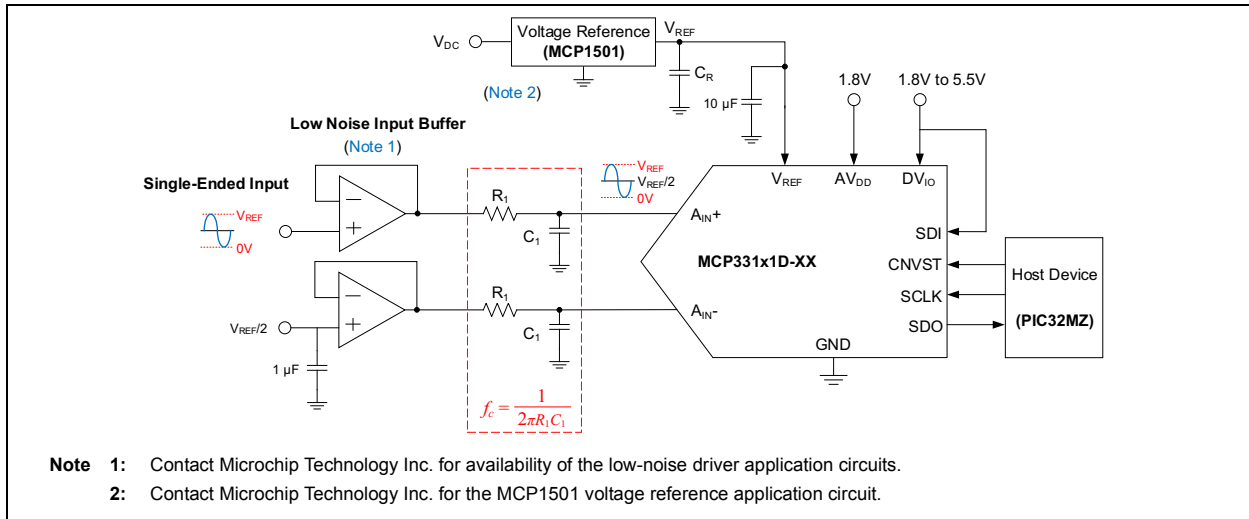 Voltage Reference
(MCP1501)
VDC
VREF
CR
(Note 2)
10 µF
1.8V
1.8V to 5.5V
Low Noise Input Buffer
(Note 1)
Single-Ended Input
VREF
0V
−
+
R1
C1
VREF
VREF/2
0V
VREF
AVDD
DVIO
AIN+
SDI
MCP331x1D-XX
CNVST
SCLK
SDO
Host Device
(PIC32MZ)
−
+
VREF/2
1 µF
R1
C1
AIN-
GND
fc = 1 / 2πR1C1
Note 1: Contact Microchip Technology Inc. for availability of the low-noise driver application circuits.
2: Contact Microchip Technology Inc. for the MCP1501 voltage reference application circuit.